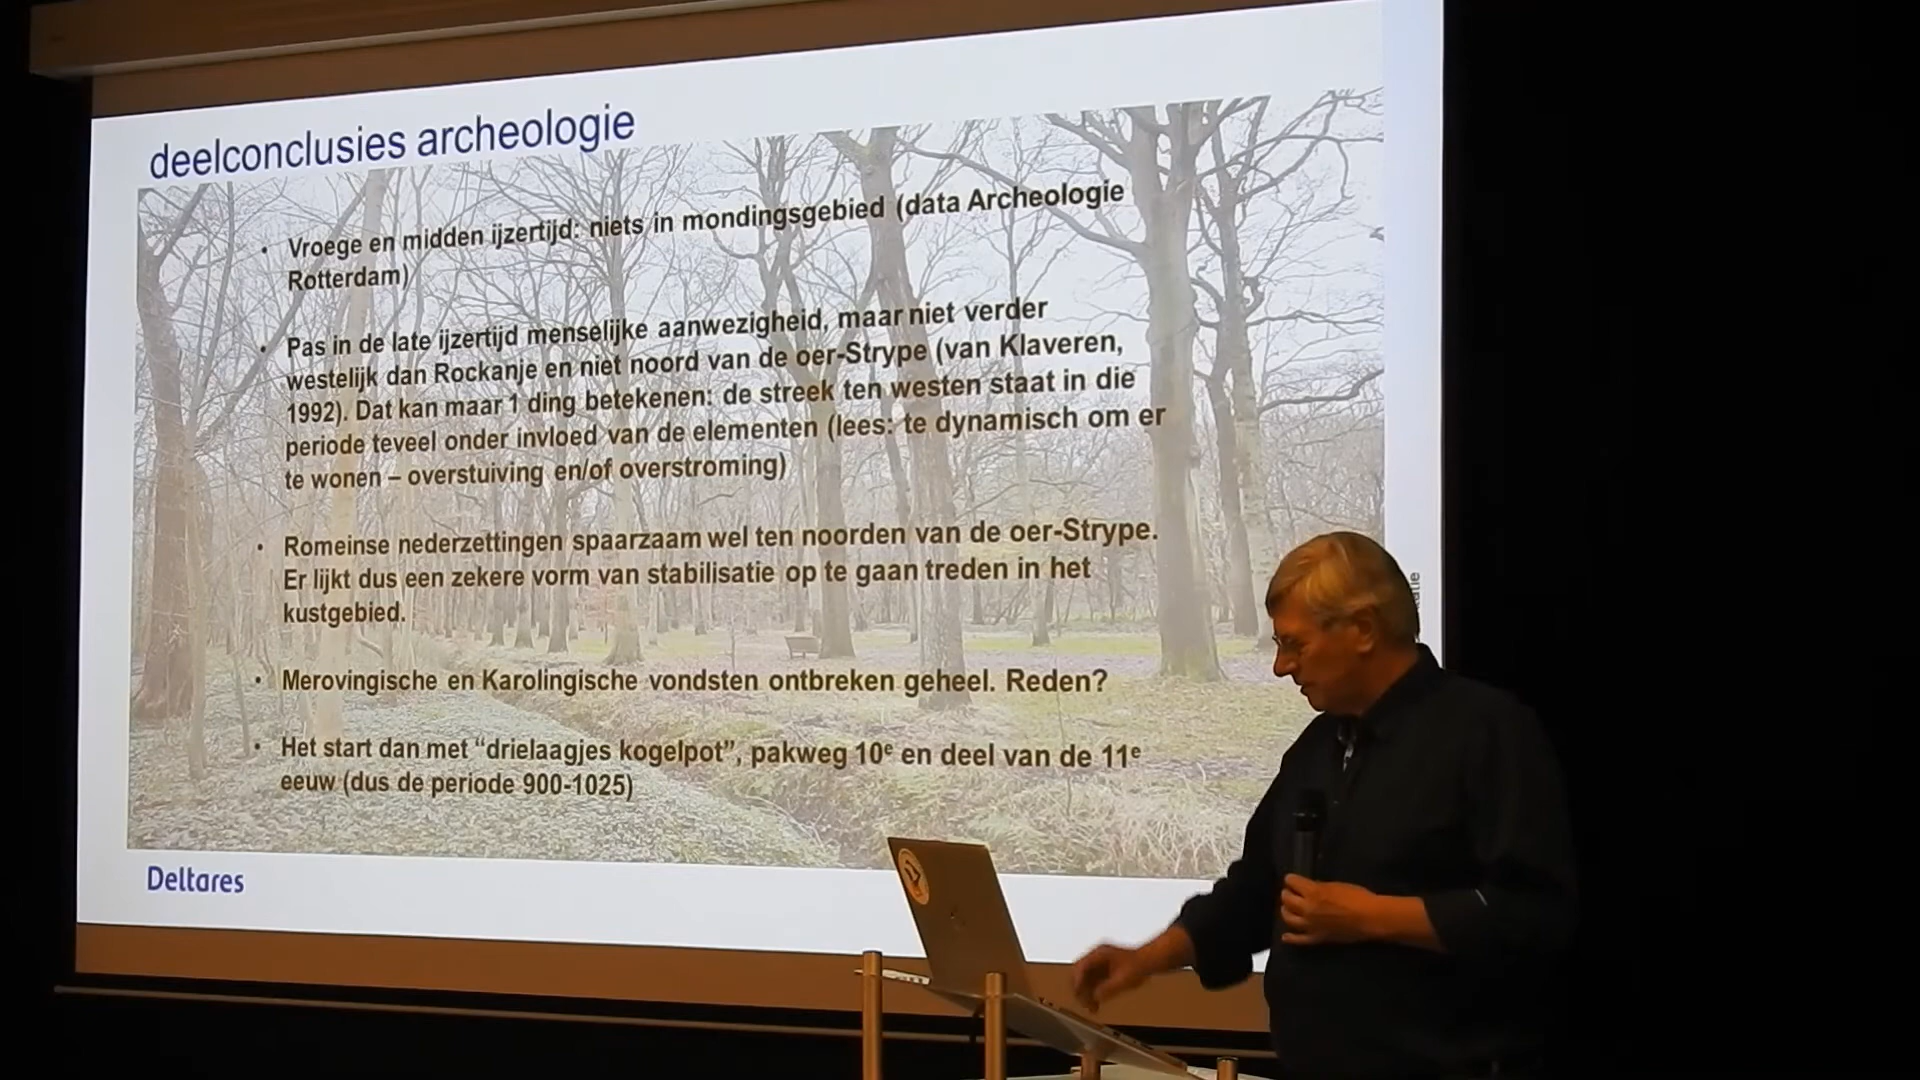 deelconclusies archeologie
• Vroege en midden ijzertijd: niets in mondingsgebied (data Archeologie
Rotterdam)
• Pas in de late ijzertijd menselijke aanwezigheid, maar niet verder
westelijk dan Rockanje en niet noord van de oer-Strype (van Klaveren,
1992). Dat kan maar 1 ding betekenen: de streek ten westen staat in die
periode teveel onder invloed van de elementen (lees: te dynamisch om er
te wonen – overstuiving en/of overstroming)
• Romeinse nederzettingen spaarzaam wel ten noorden van de oer-Strype.
Er lijkt dus een zekere vorm van stabilisatie op te gaan treden in het
kustgebied.
• Merovingische en Karolingische vondsten ontbreken geheel. Reden?
• Het start dan met “drielaagjes kogelpot”, pakweg 10e en deel van de 11e
eeuw (dus de periode 900-1025)
Deltares